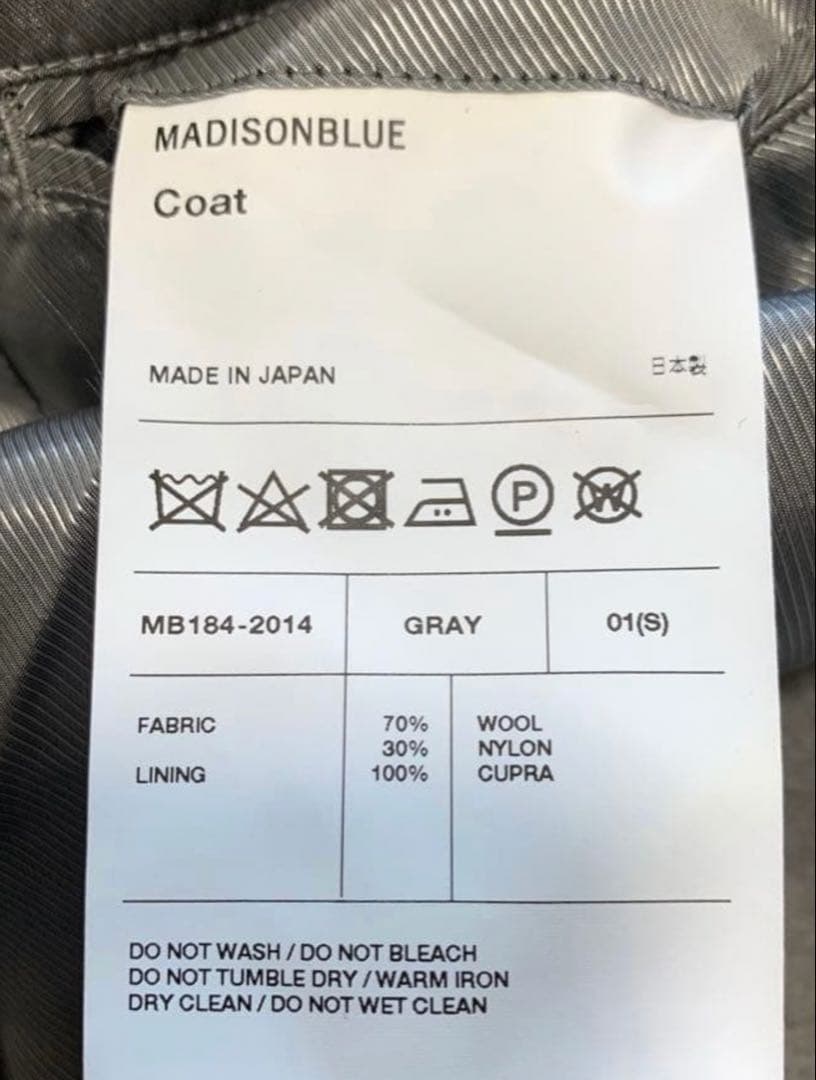 MADISONBLUE
Coat
MADE IN JAPAN 日本製
P W
MB184-2014 GRAY 01(S)
FABRIC 70% WOOL
30% NYLON
LINING 100% CUPRA
DO NOT WASH / DO NOT BLEACH
DO NOT TUMBLE DRY / WARM IRON
DRY CLEAN / DO NOT WET CLEAN